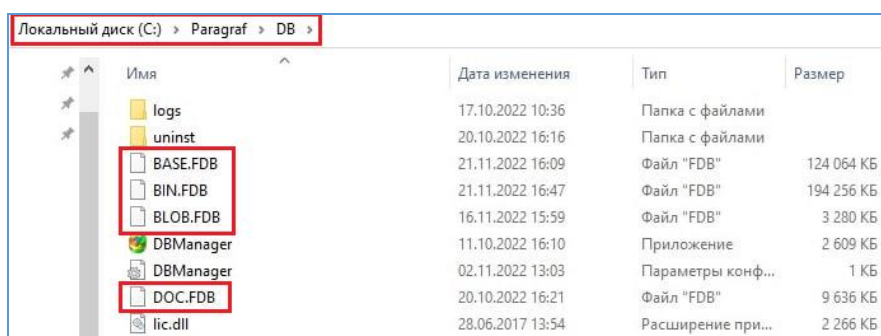 Локальный диск (C:) › Paragraf › DB ›
Имя Дата изменения Тип Размер
logs 17.10.2022 10:36 Папка с файлами
uninst 20.10.2022 16:16 Папка с файлами
BASE.FDB 21.11.2022 16:09 Файл "FDB" 124 064 КБ
BIN.FDB 21.11.2022 16:47 Файл "FDB" 194 256 КБ
BLOB.FDB 16.11.2022 15:59 Файл "FDB" 3 280 КБ
DBManager 11.10.2022 16:10 Приложение 2 609 КБ
DBManager 02.11.2022 13:03 Параметры конф... 1 КБ
DOC.FDB 20.10.2022 16:21 Файл "FDB" 9 636 КБ
lic.dll 28.06.2017 13:54 Расширение при... 2 266 КБ